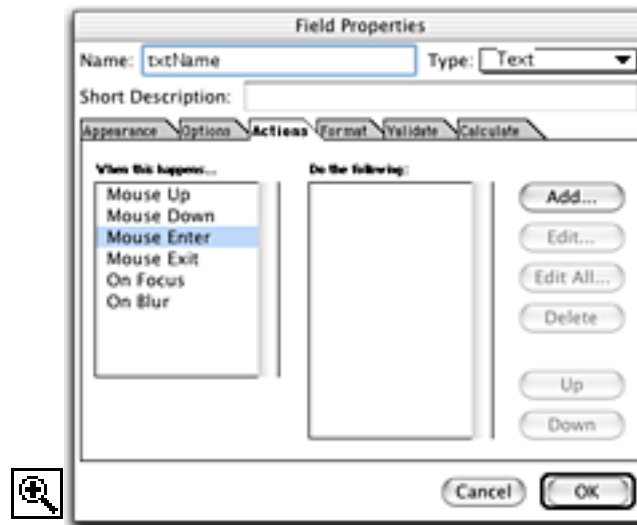 Field Properties
Name: txtName Type: Text
Short Description:
Appearance Options Actions Format Validate Calculate
When this happens... Do the following:
Mouse Up
Mouse Down
Mouse Enter
Mouse Exit
On Focus
On Blur
Add...
Edit...
Edit All...
Delete
Up
Down
Cancel OK